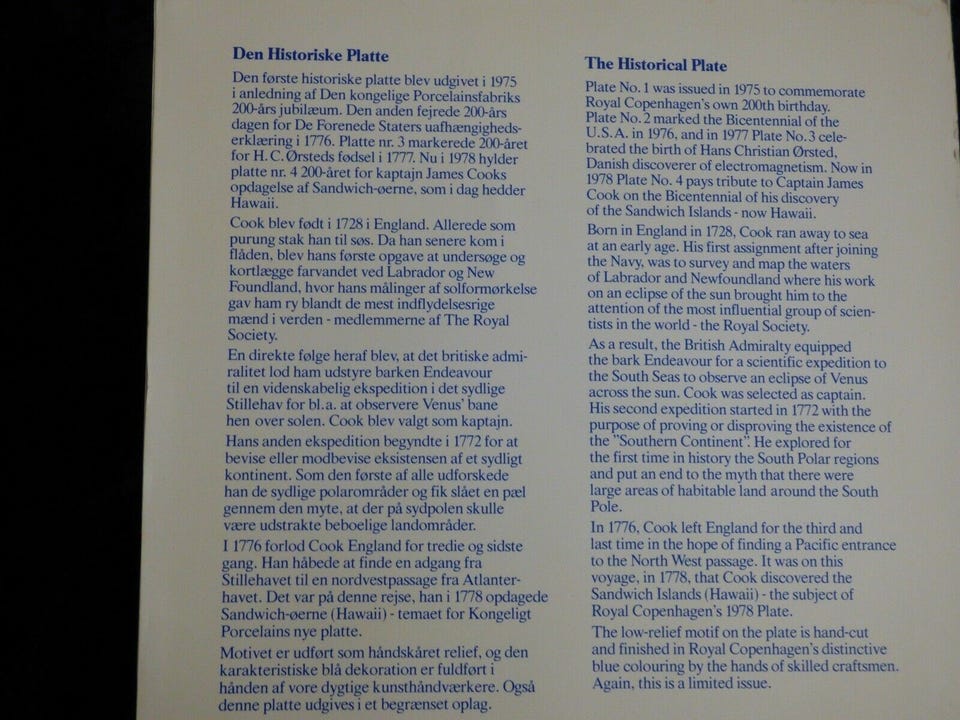 Den Historiske Platte
Den første historiske platte blev udgivet i 1975
i anledning af Den kongelige Porcelainsfabriks
200-års jubilæum. Den anden fejrede 200-års
dagen for De Forenede Staters uafhængigheds-
erklæring i 1776. Platte nr. 3 markerede 200-året
for H. C. Ørsteds fødsel i 1777. Nu i 1978 hylder
platte nr. 4 200-året for kaptajn James Cooks
opdagelse af Sandwich-øerne, som i dag hedder
Hawaii.
Cook blev født i 1728 i England. Allerede som
purung stak han til søs. Da han senere kom i
flåden, blev hans første opgave at undersøge og
kortlægge farvandet ved Labrador og New
Foundland, hvor hans målinger af solformørkelse
gav ham ry blandt de mest indflydelsesrige
mænd i verden - medlemmerne af The Royal
Society.
En direkte følge heraf blev, at det britiske admi-
ralitet lod ham udstyre barken Endeavour
til en videnskabelig ekspedition i det sydlige
Stillehav for bl.a. at observere Venus' bane
hen over solen. Cook blev valgt som kaptajn.
Hans anden ekspedition begyndte i 1772 for at
bevise eller modbevise eksistensen af et sydligt
kontinent. Som den første af alle udforskede
han de sydlige polarområder og fik slået en pæl
gennem den myte, at der på sydpolen skulle
være udstrakte beboelige landområder.
I 1776 forlod Cook England for tredie og sidste
gang. Han håbede at finde en adgang fra
Stillehavet til en nordvestpassage fra Atlanter-
havet. Det var på denne rejse, han i 1778 opdagede
Sandwich-øerne (Hawaii) - temaet for Kongeligt
Porcelains nye platte.
Motivet er udført som håndskåret relief, og den
karakteristiske blå dekoration er fuldført i
hånden af vore dygtige kunsthåndværkere. Også
denne platte udgives i et begrænset oplag.
The Historical Plate
Plate No. 1 was issued in 1975 to commemorate
Royal Copenhagen's own 200th birthday.
Plate No. 2 marked the Bicentennial of the
U.S.A. in 1976, and in 1977 Plate No. 3 cele-
brated the birth of Hans Christian Ørsted,
Danish discoverer of electromagnetism. Now in
1978 Plate No. 4 pays tribute to Captain James
Cook on the Bicentennial of his discovery
of the Sandwich Islands - now Hawaii.
Born in England in 1728, Cook ran away to sea
at an early age. His first assignment after joining
the Navy, was to survey and map the waters
of Labrador and Newfoundland where his work
on an eclipse of the sun brought him to the
attention of the most influential group of scien-
tists in the world - the Royal Society.
As a result, the British Admiralty equipped
the bark Endeavour for a scientific expedition to
the South Seas to observe an eclipse of Venus
across the sun. Cook was selected as captain.
His second expedition started in 1772 with the
purpose of proving or disproving the existence of
the "Southern Continent". He explored for
the first time in history the South Polar regions
and put an end to the myth that there were
large areas of habitable land around the South
Pole.
In 1776, Cook left England for the third and
last time in the hope of finding a Pacific entrance
to the North West passage. It was on this
voyage, in 1778, that Cook discovered the
Sandwich Islands (Hawaii) - the subject of
Royal Copenhagen's 1978 Plate.
The low-relief motif on the plate is hand-cut
and finished in Royal Copenhagen's distinctive
blue colouring by the hands of skilled craftsmen.
Again, this is a limited issue.